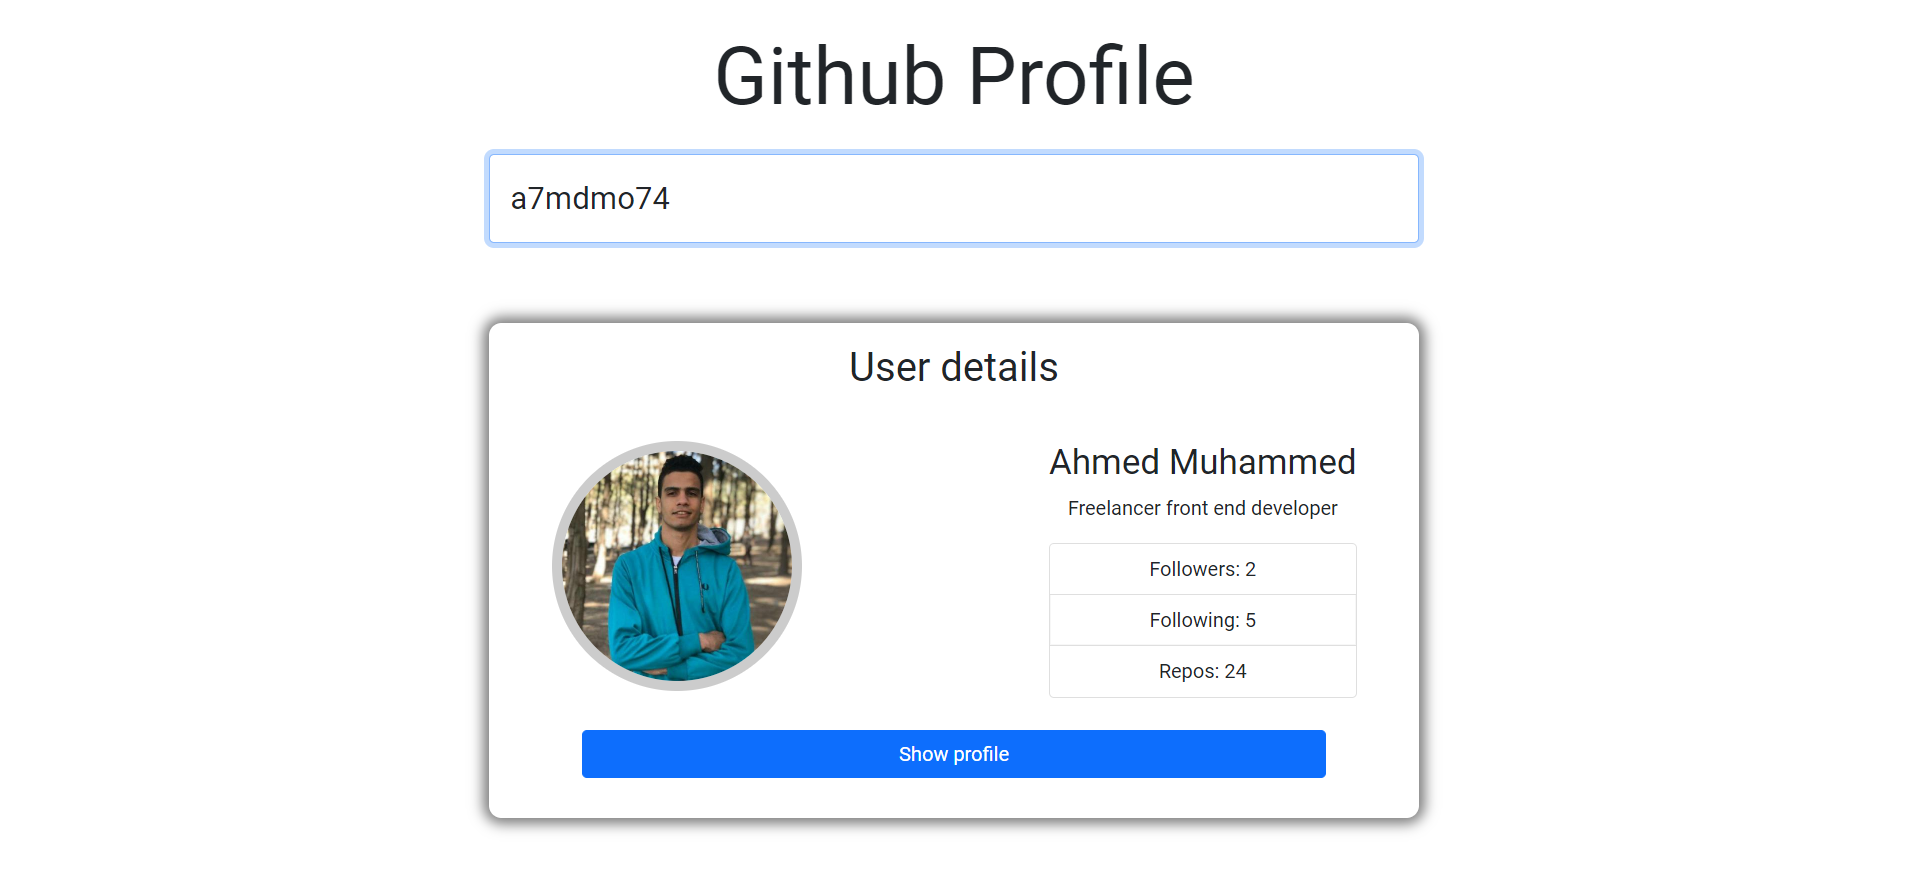 Github Profile
a7mdmo74
User details
Ahmed Muhammed
Freelancer front end developer
Followers: 2
Following: 5
Repos: 24
Show profile